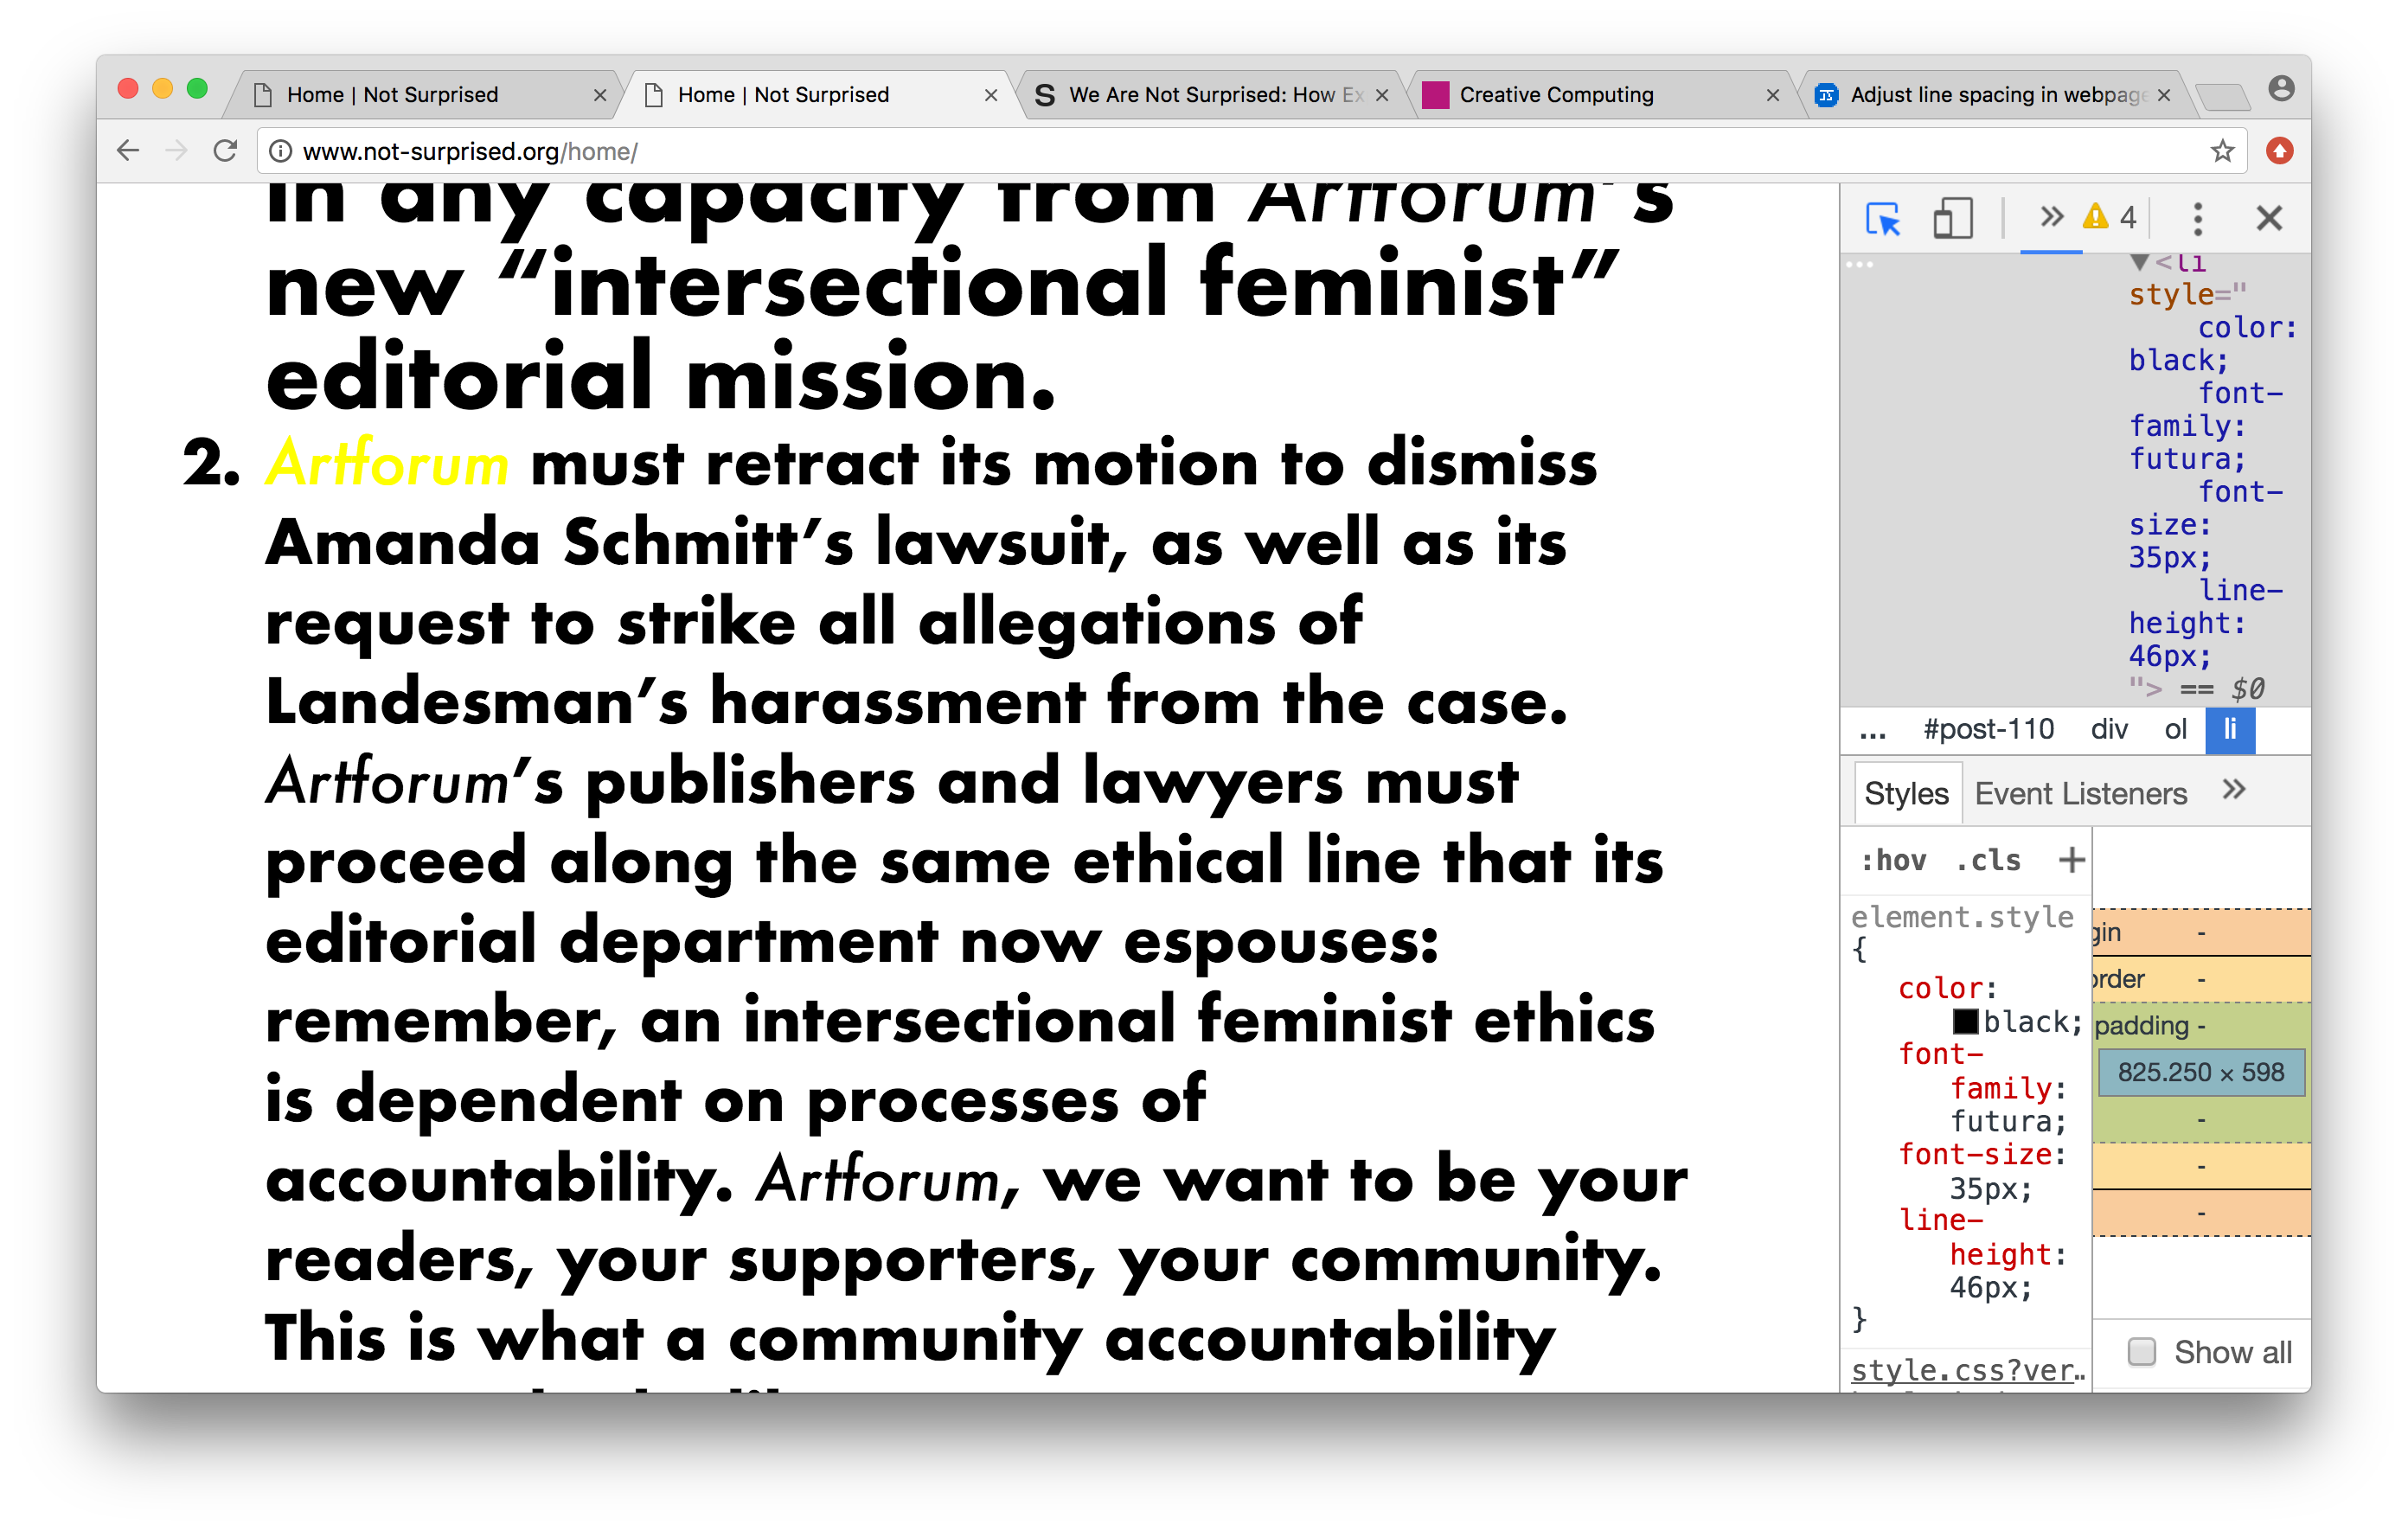 Home | Not Surprised
Home | Not Surprised
S We Are Not Surprised: How Ex
Creative Computing
Adjust line spacing in webpage
www.not-surprised.org/home/
in any capacity from Artforum's
new “intersectional feminist”
editorial mission.
2. Artforum must retract its motion to dismiss
Amanda Schmitt’s lawsuit, as well as its
request to strike all allegations of
Landesman’s harassment from the case.
Artforum’s publishers and lawyers must
proceed along the same ethical line that its
editorial department now espouses:
remember, an intersectional feminist ethics
is dependent on processes of
accountability. Artforum, we want to be your
readers, your supporters, your community.
This is what a community accountability
4
▼<li
style="
color:
black;
font-
family:
futura;
font-
size:
35px;
line-
height:
46px;
"> == $0
... #post-110 div ol li
Styles Event Listeners »
:hov .cls +
element.style
{
color:
black;
font-
family:
futura;
font-size:
35px;
line-
height:
46px;
}
style.css?ver…
gin -
order -
padding -
825.250 × 598
-
-
-
Show all